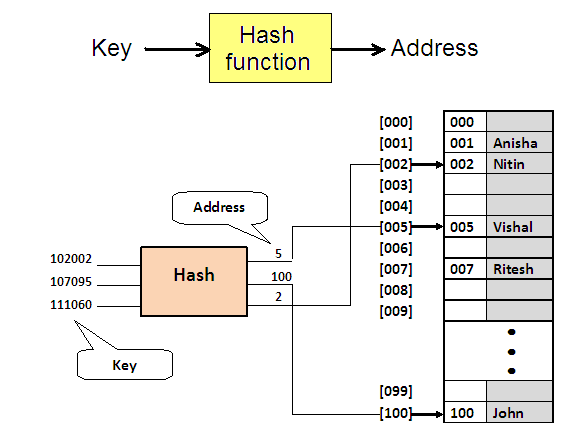 Key
Hash
function
Address
[000] 000
[001] 001 Anisha
[002] 002 Nitin
[003]
[004]
Address
[005] 005 Vishal
[006]
5
102002
Hash
100
[007] 007 Ritesh
107095
2
[008]
111060
[009]
Key
[099]
[100] 100 John